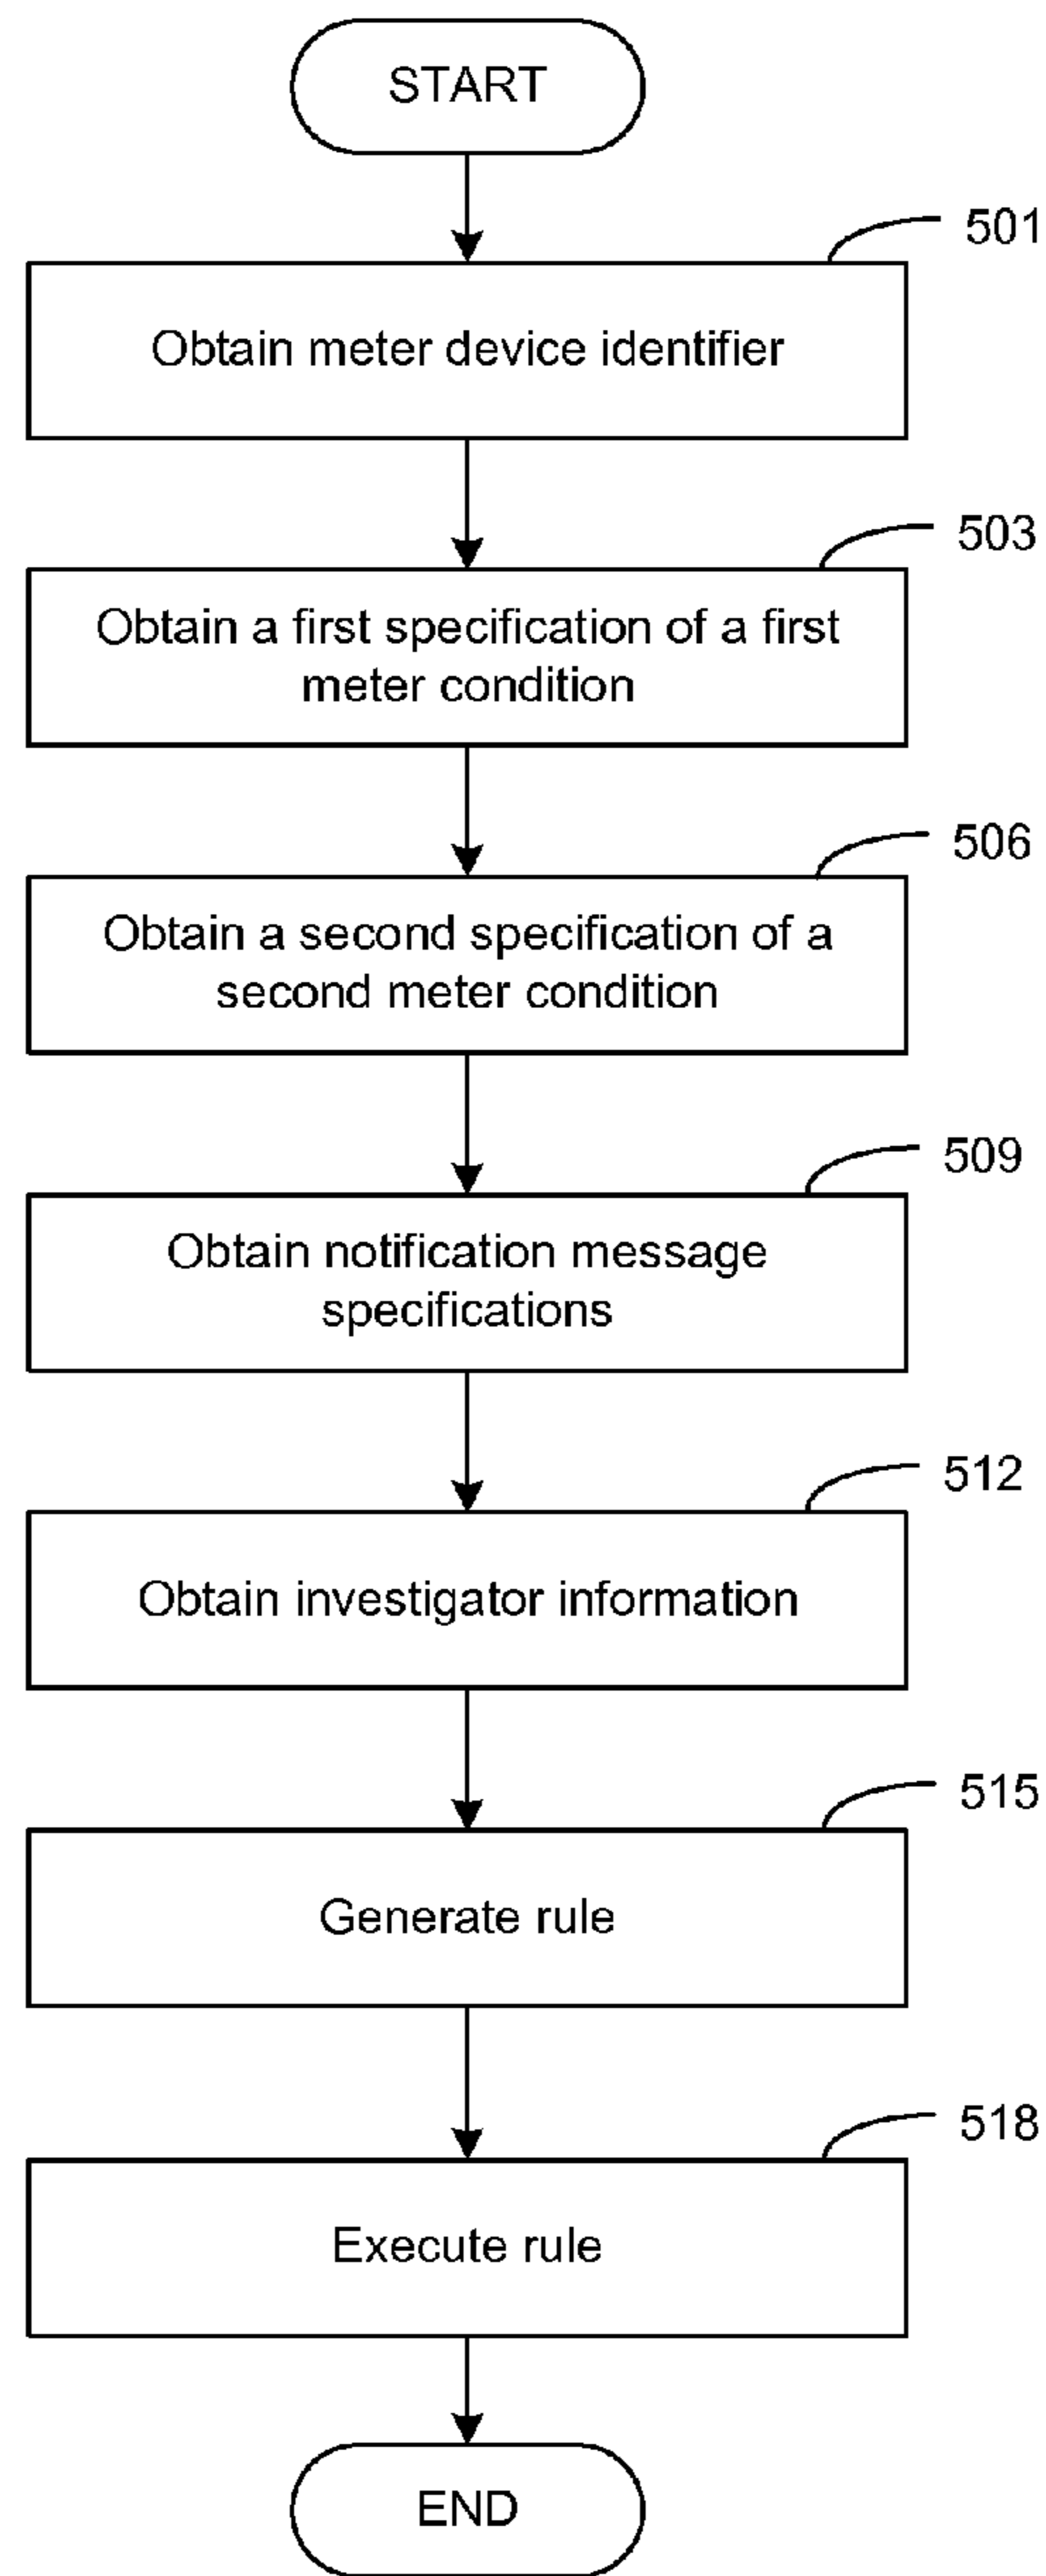 START
501
Obtain meter device identifier
503
Obtain a first specification of a first
meter condition
506
Obtain a second specification of a
second meter condition
509
Obtain notification message
specifications
512
Obtain investigator information
515
Generate rule
518
Execute rule
END